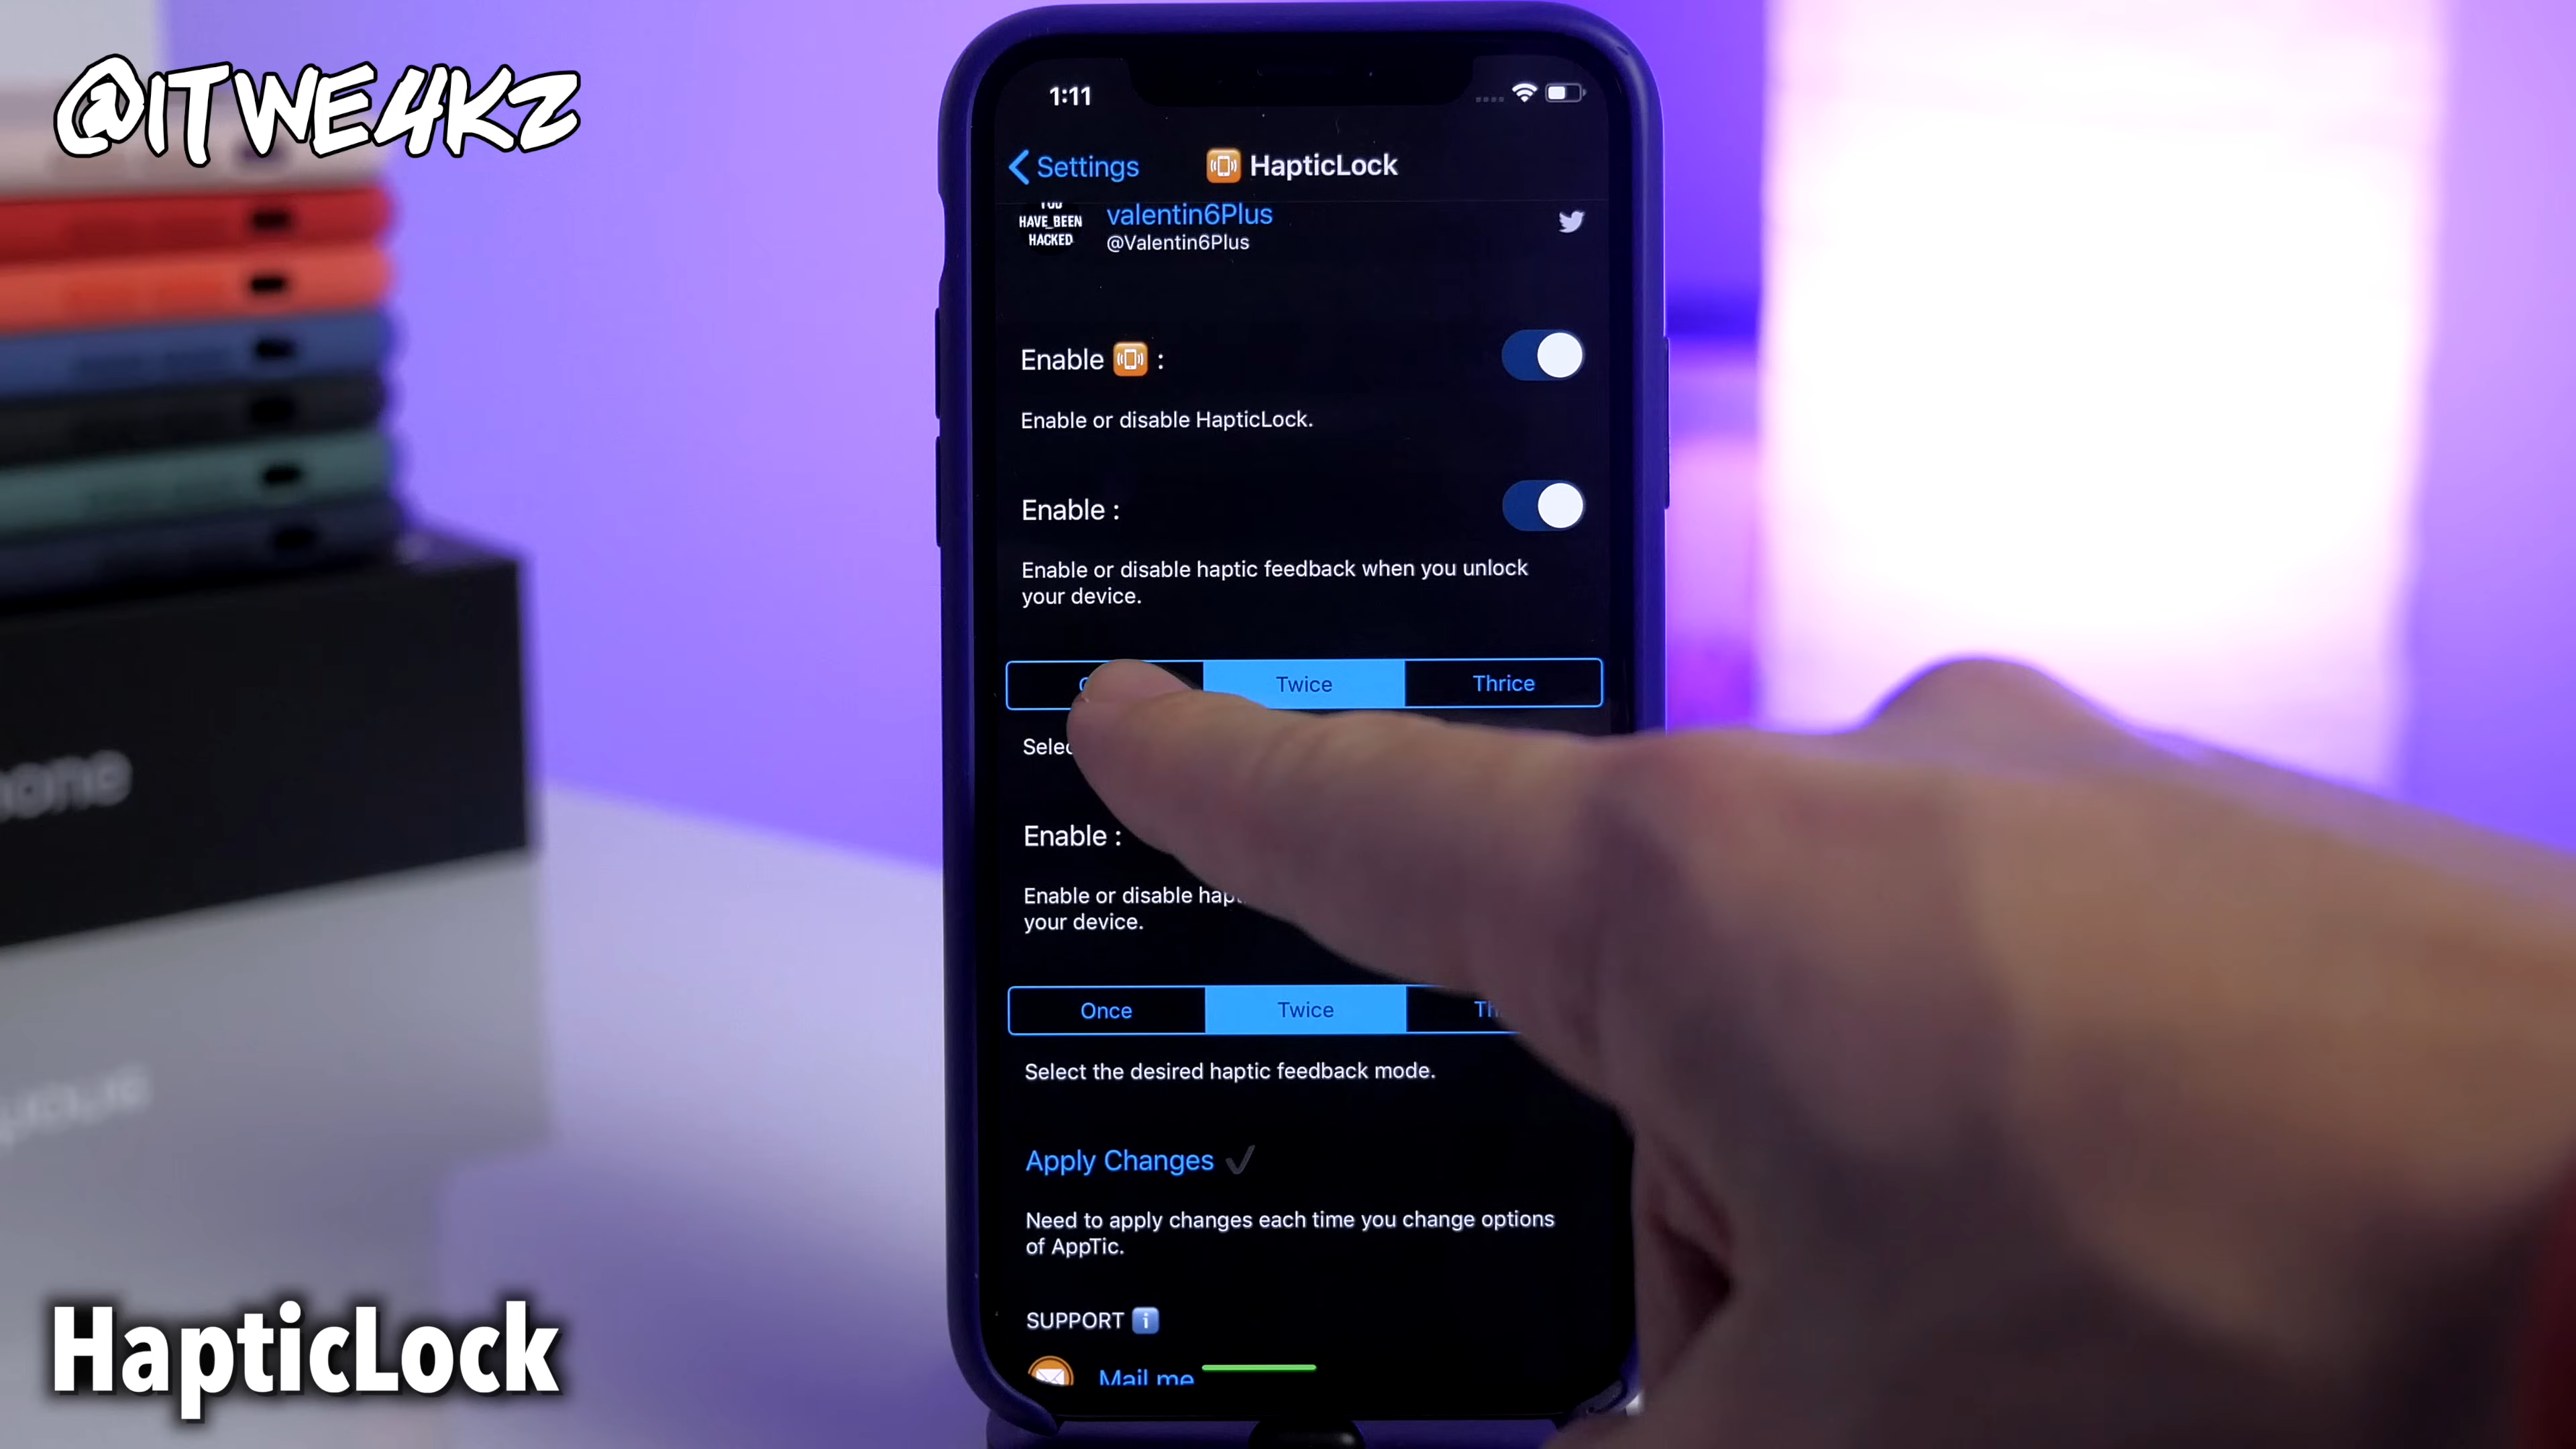 @iTWE4KZ
1:11
Settings
HapticLock
YOU
HAVE_BEEN
HACKED
valentin6Plus
@Valentin6Plus
Enable :
Enable or disable HapticLock.
Enable :
Enable or disable haptic feedback when you unlock
your device.
Twice Thrice
Enable :
Enable or disable
your device.
Once Twice
Select the desired haptic feedback mode.
Apply Changes ✓
Need to apply changes each time you change options
of AppTic.
SUPPORT
Mail me
HapticLock